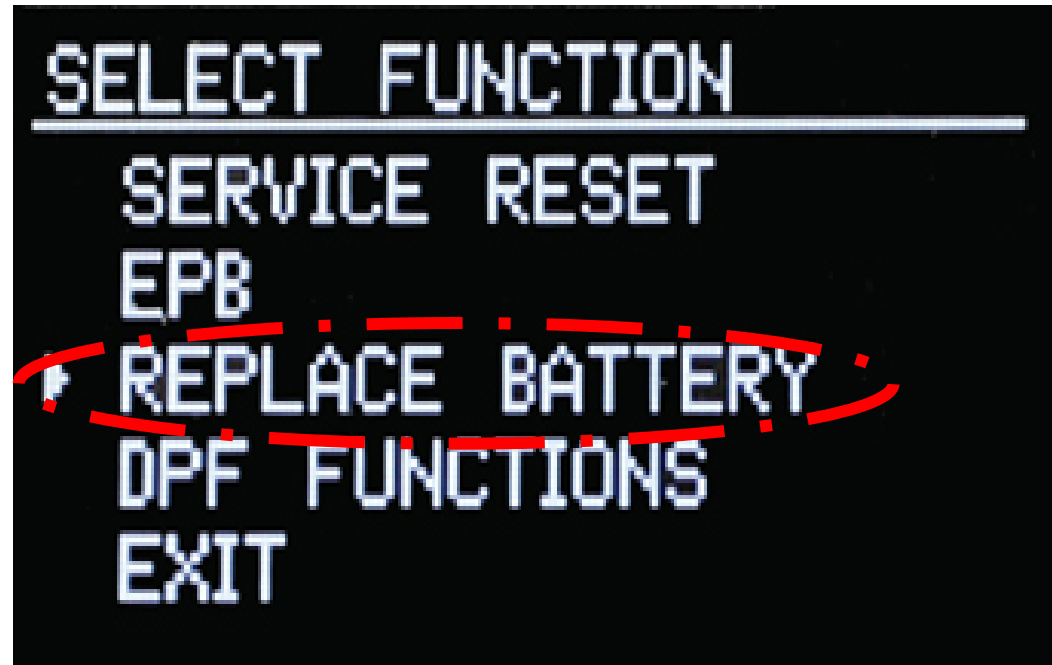 SELECT FUNCTION
SERVICE RESET
EPB
REPLACE BATTERY
DPF FUNCTIONS
EXIT